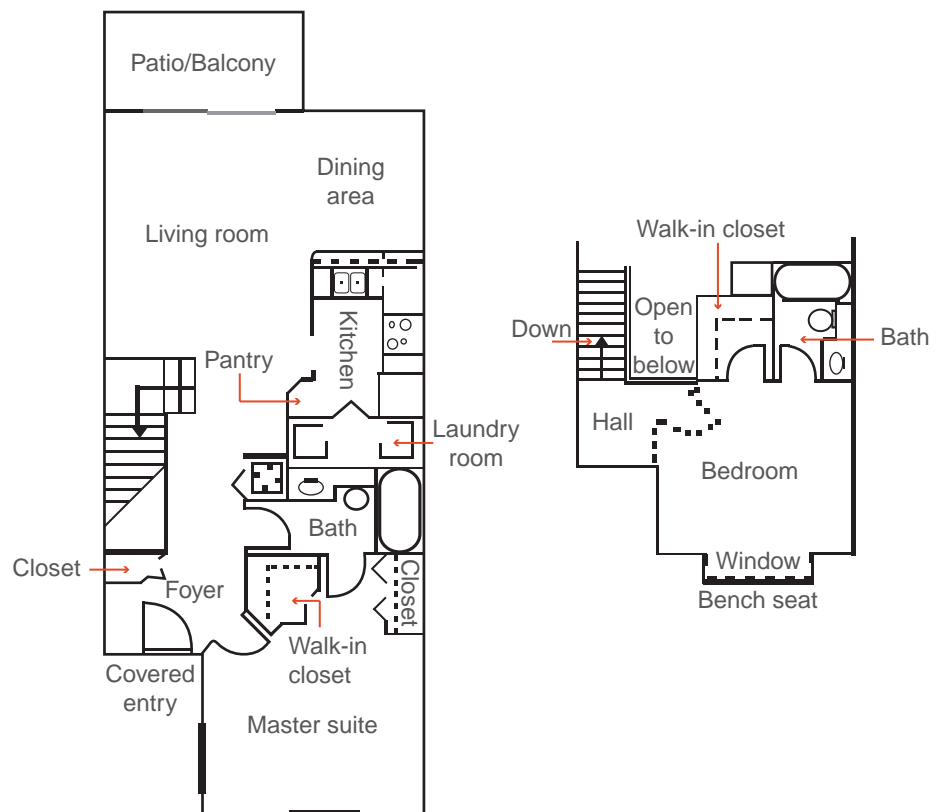 Patio/Balcony
Dining
area
Living room
Kitchen
Pantry
Laundry
room
Bath
Closet
Closet
Foyer
Walk-in
closet
Covered
entry
Master suite
Walk-in closet
Open
to
below
Down
Bath
Hall
Bedroom
Window
Bench seat